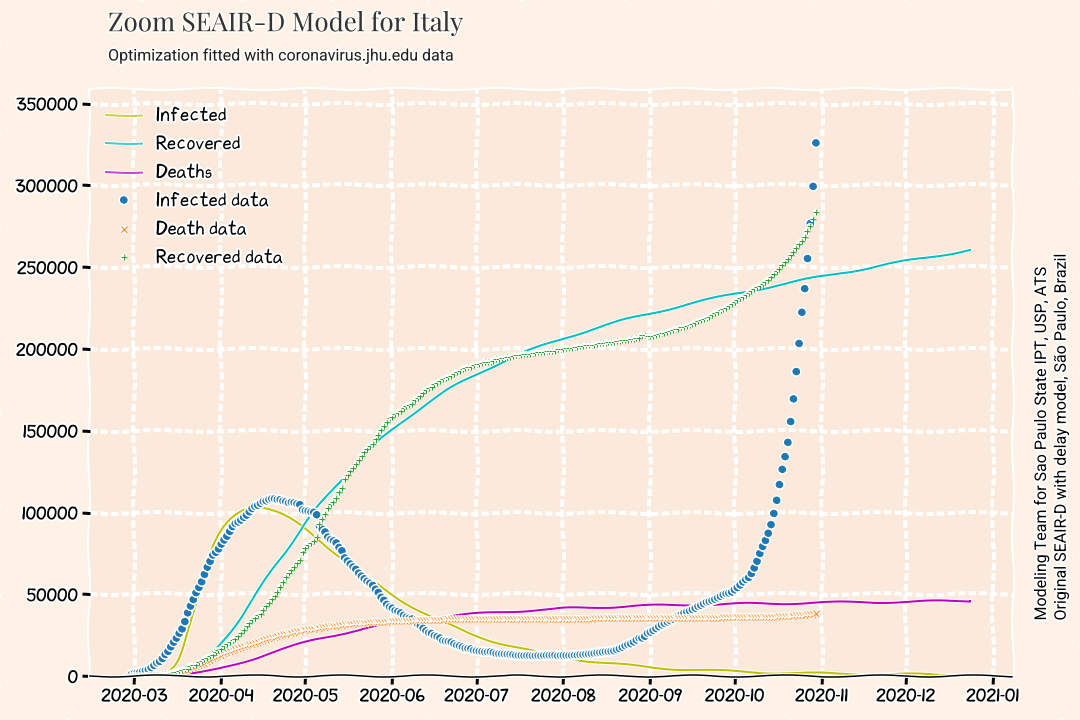 Zoom SEAIR-D Model for Italy
Optimization fitted with coronavirus.jhu.edu data
350000
300000
250000
200000
150000
100000
50000
0
Infected
Recovered
Deaths
Infected data
Death data
Recovered data
2020-03
2020-04
2020-05
2020-06
2020-07
2020-08
2020-09
2020-10
2020-11
2020-12
2021-01
Modeling Team for Sao Paulo State IPT, USP, ATS
Original SEAIR-D with delay model, São Paulo, Brazil